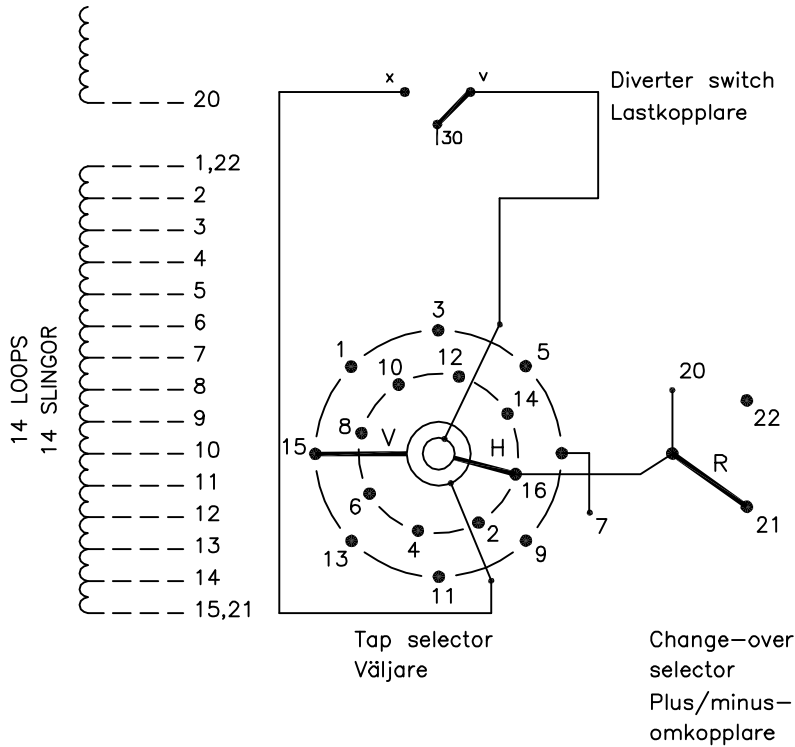 20
1,22
2
3
4
5
6
7
8
9
10
11
12
13
14
15,21
14 LOOPS
14 SLINGOR
x
v
30
Diverter switch
Lastkopplare
3
1
5
10
12
14
8
15
V
H
16
6
7
2
4
13
9
11
20
22
R
21
Tap selector
Väljare
Change-over
selector
Plus/minus-
omkopplare